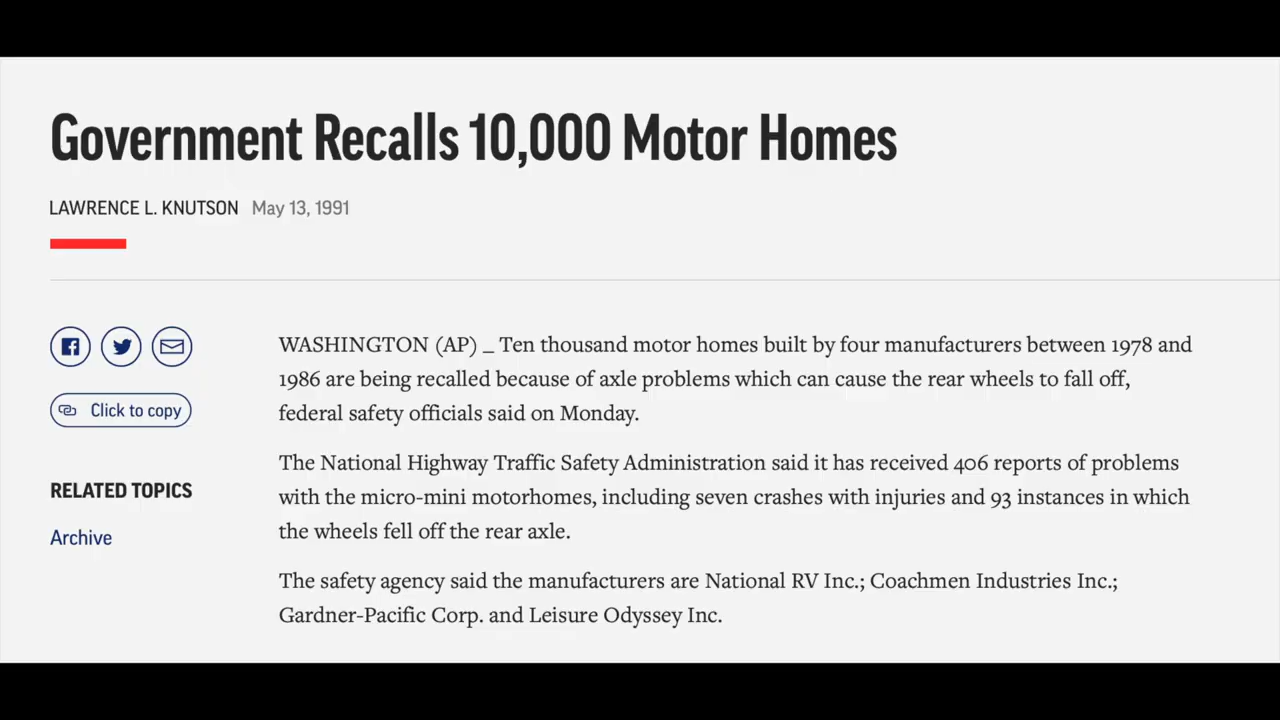 Government Recalls 10,000 Motor Homes
LAWRENCE L. KNUTSON May 13, 1991
Click to copy
RELATED TOPICS
Archive
WASHINGTON (AP) _ Ten thousand motor homes built by four manufacturers between 1978 and
1986 are being recalled because of axle problems which can cause the rear wheels to fall off,
federal safety officials said on Monday.
The National Highway Traffic Safety Administration said it has received 406 reports of problems
with the micro-mini motorhomes, including seven crashes with injuries and 93 instances in which
the wheels fell off the rear axle.
The safety agency said the manufacturers are National RV Inc.; Coachmen Industries Inc.;
Gardner-Pacific Corp. and Leisure Odyssey Inc.